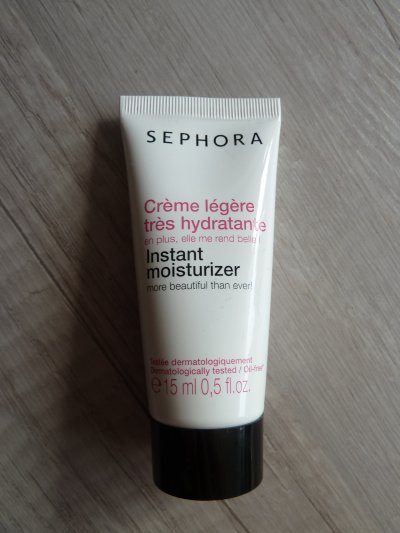 SEPHORA
Crème légère
très hydratante
en plus, elle me rend belle!
Instant
moisturizer
more beautiful than ever!
Testée dermatologiquement
Dermatologically tested / Oil-free*
℮ 15 ml 0,5 fl.oz.